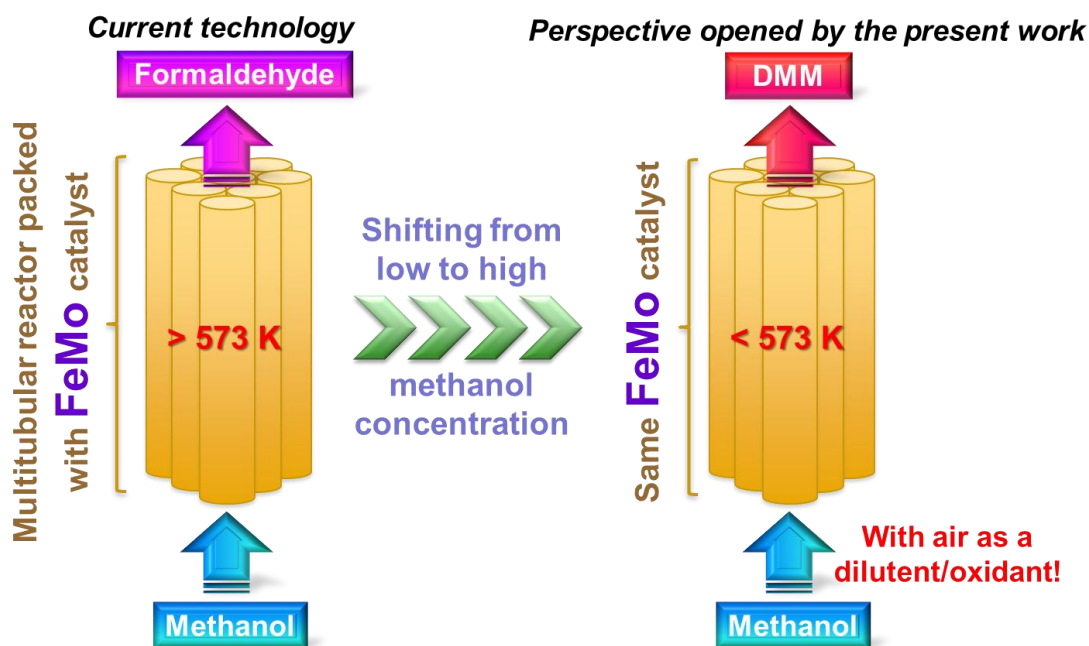 Current technology
Formaldehyde
Multitubular reactor packed
with FeMo catalyst
> 573 K
Methanol
Shifting from
low to high
methanol
concentration
Perspective opened by the present work
DMM
Same FeMo catalyst
< 573 K
With air as a
dilutent/oxidant!
Methanol